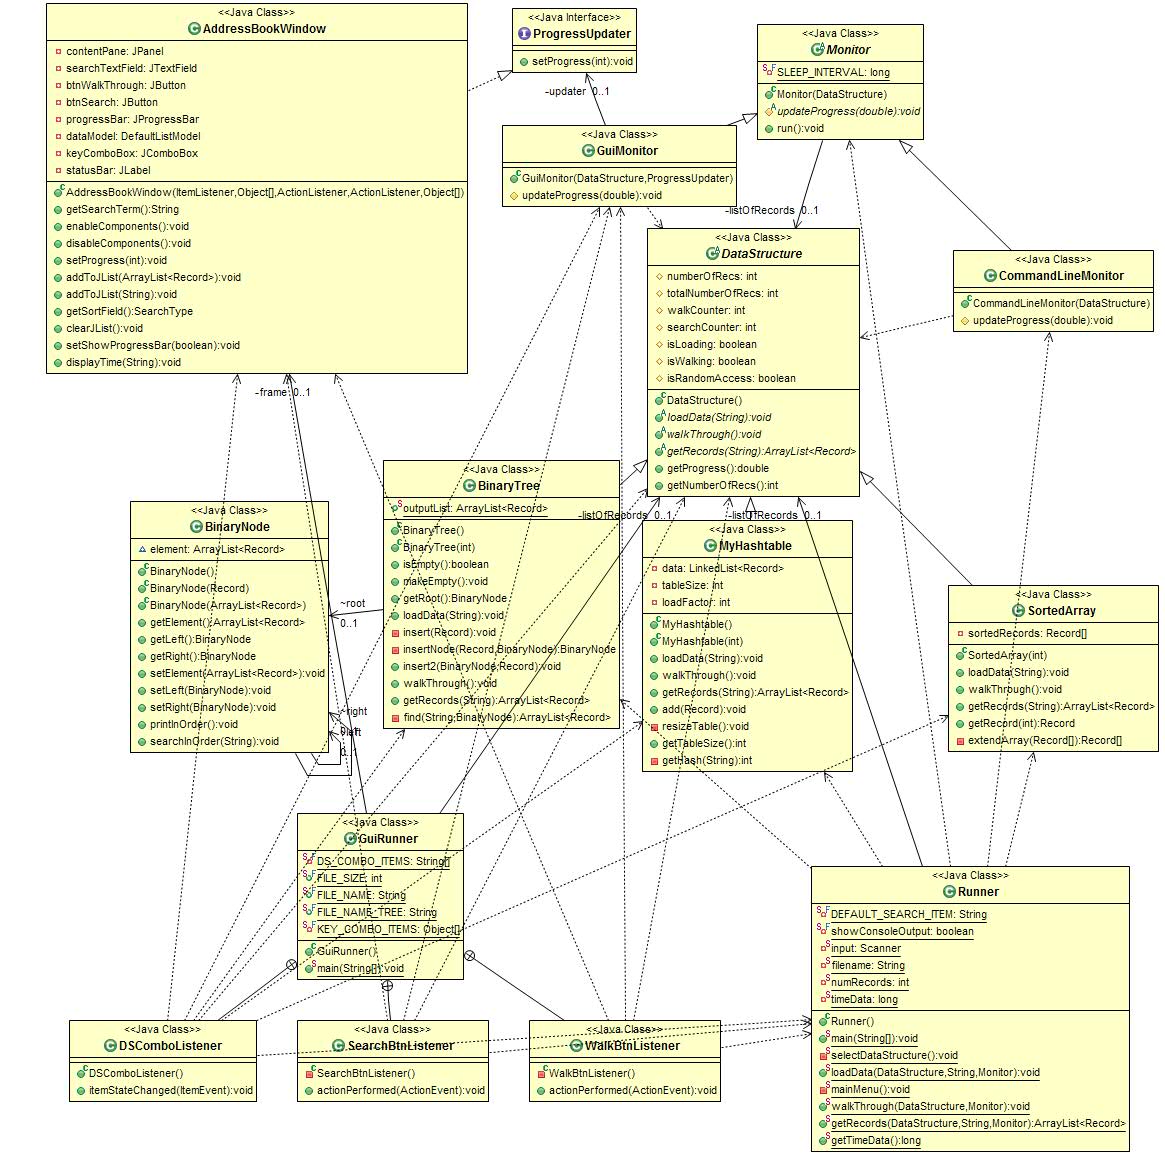 <<Java Class>>
AddressBookWindow
contentPane: JPanel
searchTextField: JTextField
btnWalkThrough: JButton
btnSearch: JButton
progressBar: JProgressBar
dataModel: DefaultListModel
keyComboBox: JComboBox
statusBar: JLabel
AddressBookWindow(ItemListener,Object[],ActionListener,ActionListener,Object[])
getSearchTerm():String
enableComponents():void
disableComponents():void
setProgress(int):void
addToJList(ArrayList<Record>):void
addToJList(String):void
getSortField():SearchType
clearJList():void
setShowProgressBar(boolean):void
displayTime(String):void
<<Java Interface>>
ProgressUpdater
setProgress(int):void
-updater 0..1
<<Java Class>>
Monitor
SLEEP_INTERVAL: long
Monitor(DataStructure)
updateProgress(double):void
run():void
<<Java Class>>
GuiMonitor
GuiMonitor(DataStructure,ProgressUpdater)
updateProgress(double):void
-listOfRecords 0..1
<<Java Class>>
DataStructure
numberOfRecs: int
totalNumberOfRecs: int
walkCounter: int
searchCounter: int
isLoading: boolean
isWalking: boolean
isRandomAccess: boolean
DataStructure()
loadData(String):void
walkThrough():void
getRecords(String):ArrayList<Record>
getProgress():double
getNumberOfRecs():int
<<Java Class>>
CommandLineMonitor
CommandLineMonitor(DataStructure)
updateProgress(double):void
-frame 0..1
<<Java Class>>
BinaryNode
element: ArrayList<Record>
BinaryNode()
BinaryNode(Record)
BinaryNode(ArrayList<Record>)
getElement():ArrayList<Record>
getLeft():BinaryNode
getRight():BinaryNode
setElement(ArrayList<Record>):void
setLeft(BinaryNode):void
setRight(BinaryNode):void
printInOrder():void
searchInOrder(String):void
~root
0..1
~right
~left
0..1
<<Java Class>>
BinaryTree
outputList: ArrayList<Record>
BinaryTree()
BinaryTree(int)
isEmpty():boolean
makeEmpty():void
getRoot():BinaryNode
loadData(String):void
insert(Record):void
insertNode(Record,BinaryNode):BinaryNode
insert2(BinaryNode,Record):void
walkThrough():void
getRecords(String):ArrayList<Record>
find(String,BinaryNode):ArrayList<Record>
-listOfRecords 0..1
-listOfRecords 0..1
<<Java Class>>
MyHashtable
data: LinkedList<Record>
tableSize: int
loadFactor: int
MyHashtable()
MyHashtable(int)
loadData(String):void
walkThrough():void
getRecords(String):ArrayList<Record>
add(Record):void
resizeTable():void
getTableSize():int
getHash(String):int
<<Java Class>>
SortedArray
sortedRecords: Record[]
SortedArray(int)
loadData(String):void
walkThrough():void
getRecords(String):ArrayList<Record>
getRecord(int):Record
extendArray(Record[]):Record[]
<<Java Class>>
GuiRunner
DS_COMBO_ITEMS: String[]
FILE_SIZE: int
FILE_NAME: String
FILE_NAME_TREE: String
KEY_COMBO_ITEMS: Object[]
GuiRunner()
main(String[]):void
<<Java Class>>
Runner
DEFAULT_SEARCH_ITEM: String
showConsoleOutput: boolean
input: Scanner
filename: String
numRecords: int
timeData: long
Runner()
main(String[]):void
selectDataStructure():void
loadData(DataStructure,String,Monitor):void
mainMenu():void
walkThrough(DataStructure,Monitor):void
getRecords(DataStructure,String,Monitor):ArrayList<Record>
getTimeData():long
<<Java Class>>
DSComboListener
DSComboListener()
itemStateChanged(ItemEvent):void
<<Java Class>>
SearchBtnListener
SearchBtnListener()
actionPerformed(ActionEvent):void
<<Java Class>>
WalkBtnListener
WalkBtnListener()
actionPerformed(ActionEvent):void